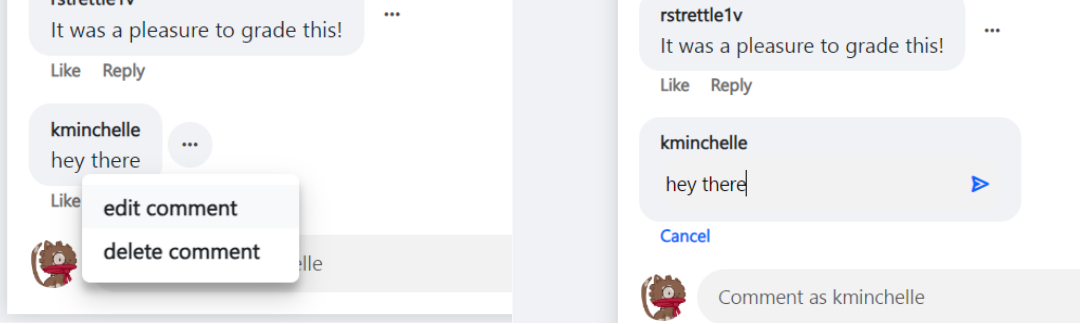 rstrettle1v
It was a pleasure to grade this!
Like Reply
kminchelle
hey there
Like
edit comment
delete comment
elle
rstrettle1v
It was a pleasure to grade this!
Like Reply
kminchelle
hey there
Cancel
Comment as kminchelle